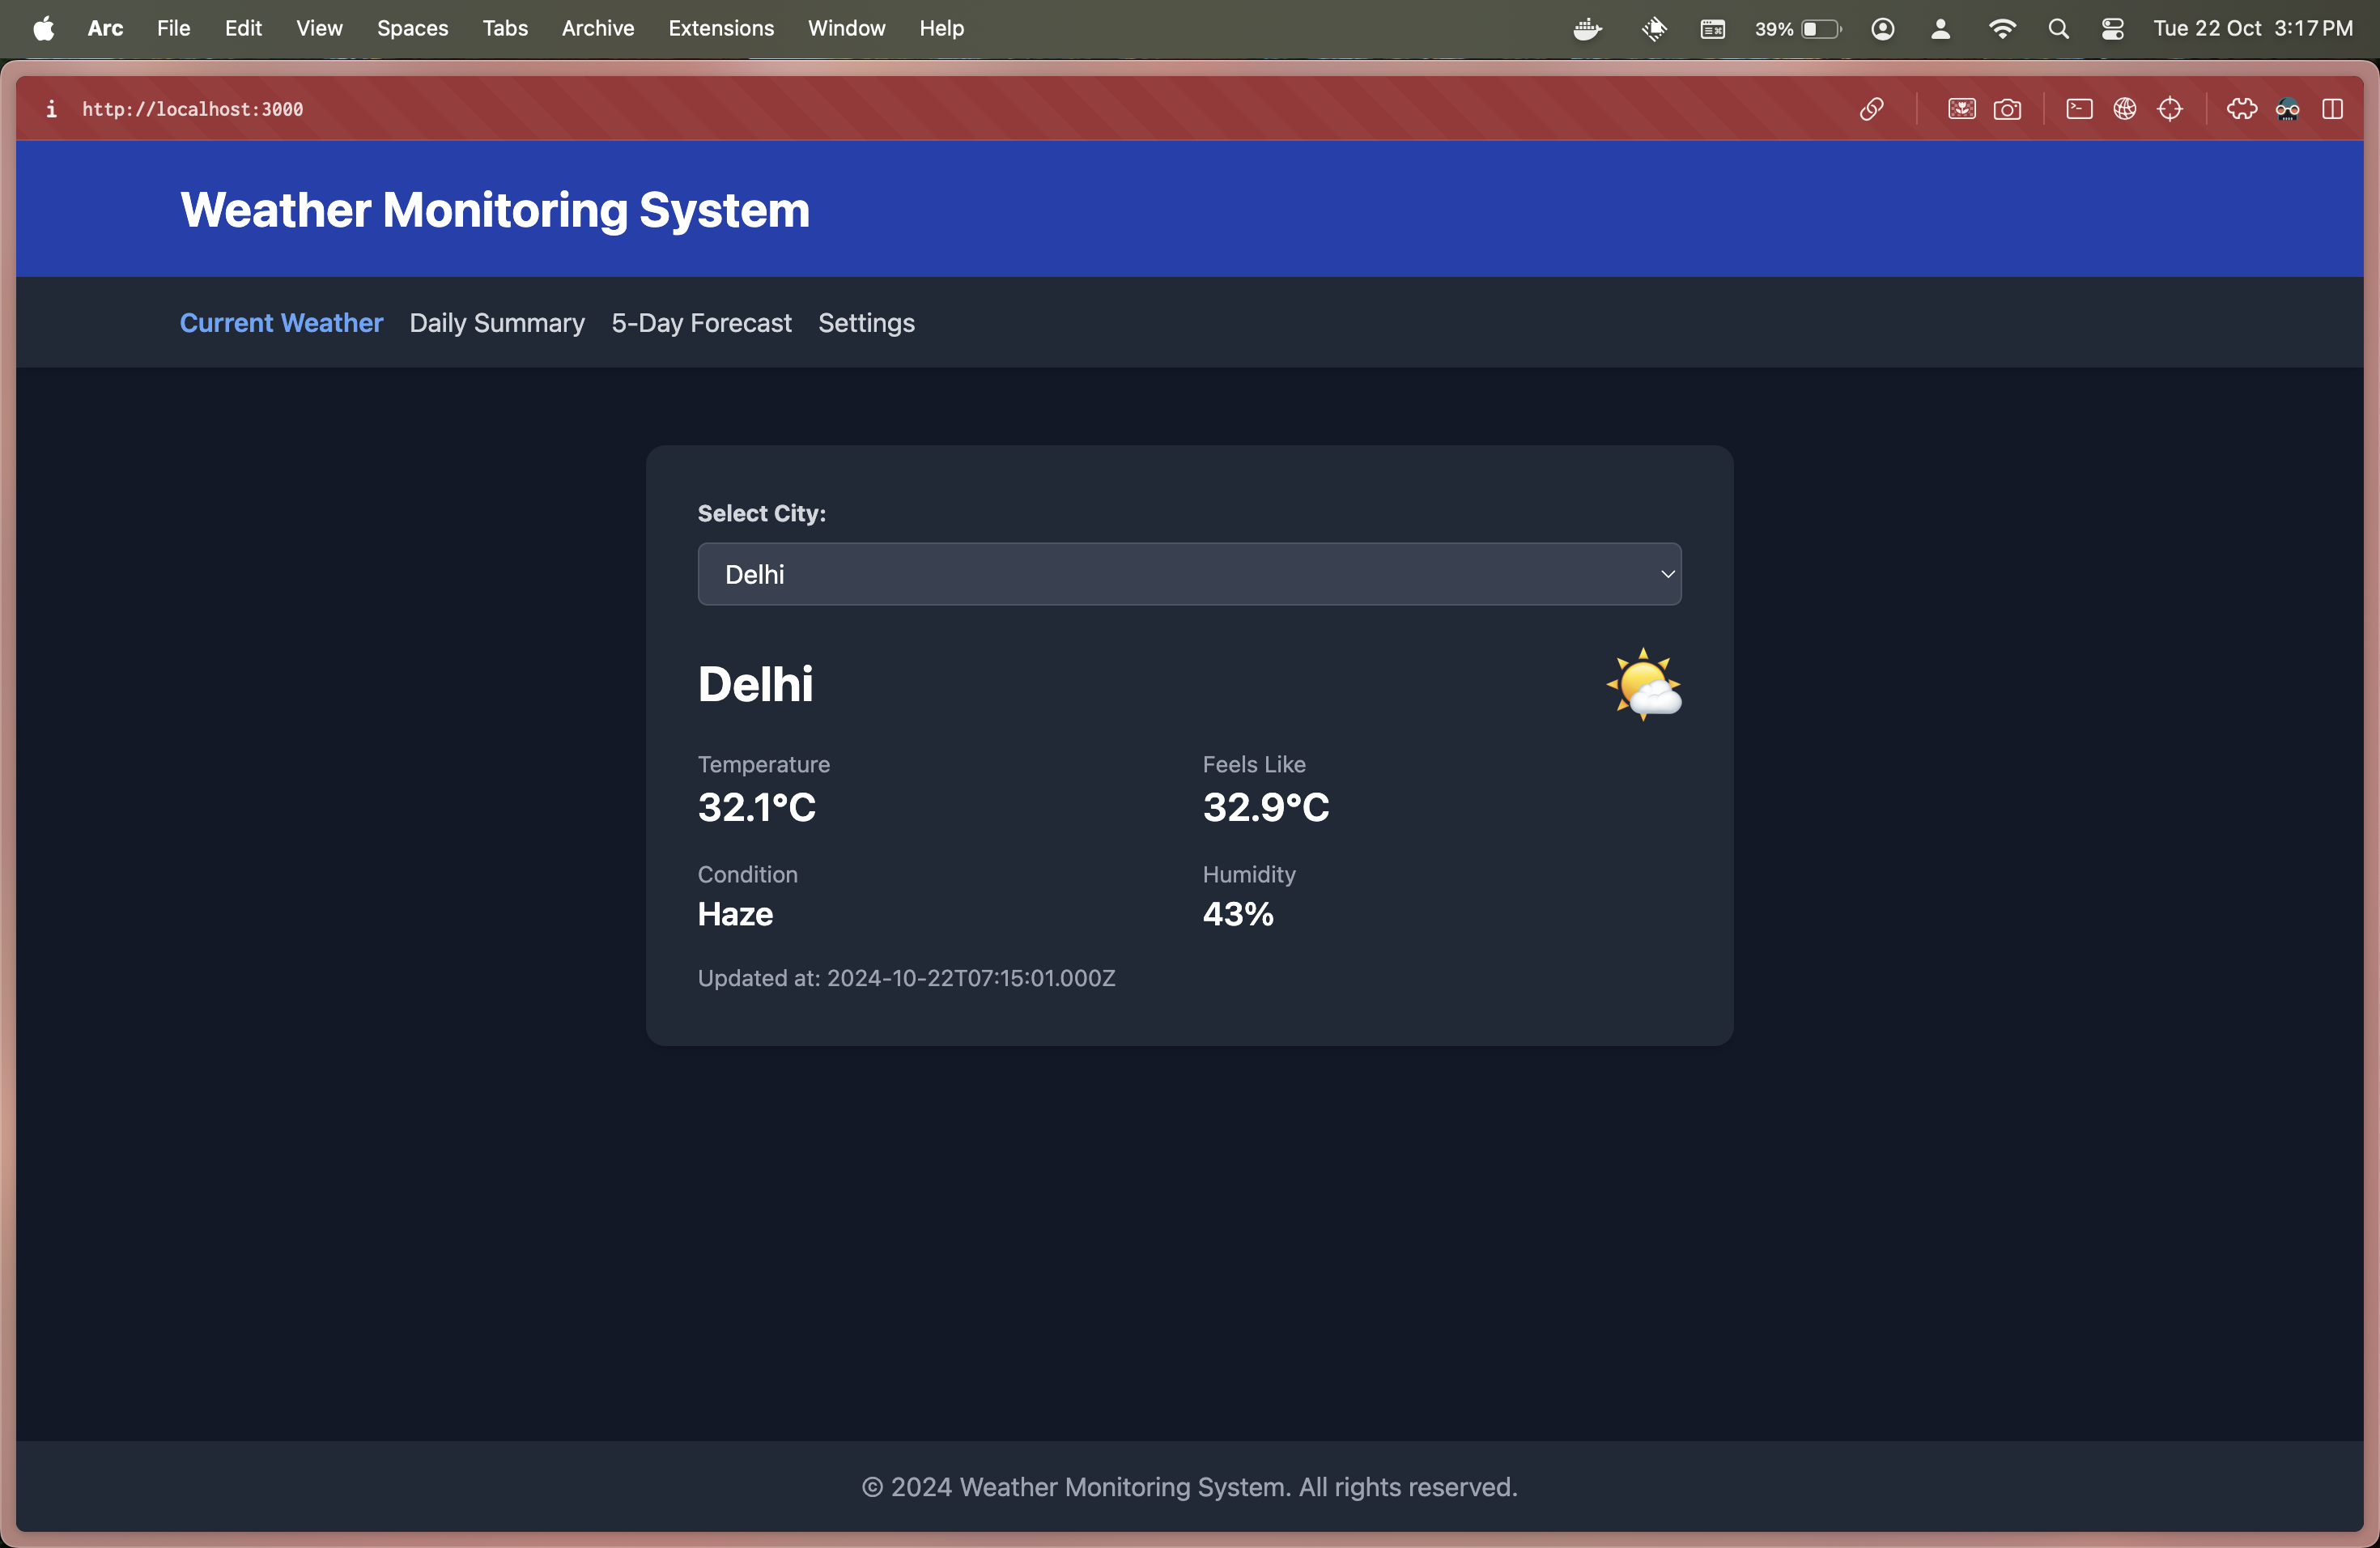 Arc File Edit View Spaces Tabs Archive Extensions Window Help 39% Tue 22 Oct 3:17 PM
http://localhost:3000
Weather Monitoring System
Current Weather Daily Summary 5-Day Forecast Settings
Select City:
Delhi
Delhi
Temperature Feels Like
32.1°C 32.9°C
Condition Humidity
Haze 43%
Updated at: 2024-10-22T07:15:01.000Z
© 2024 Weather Monitoring System. All rights reserved.